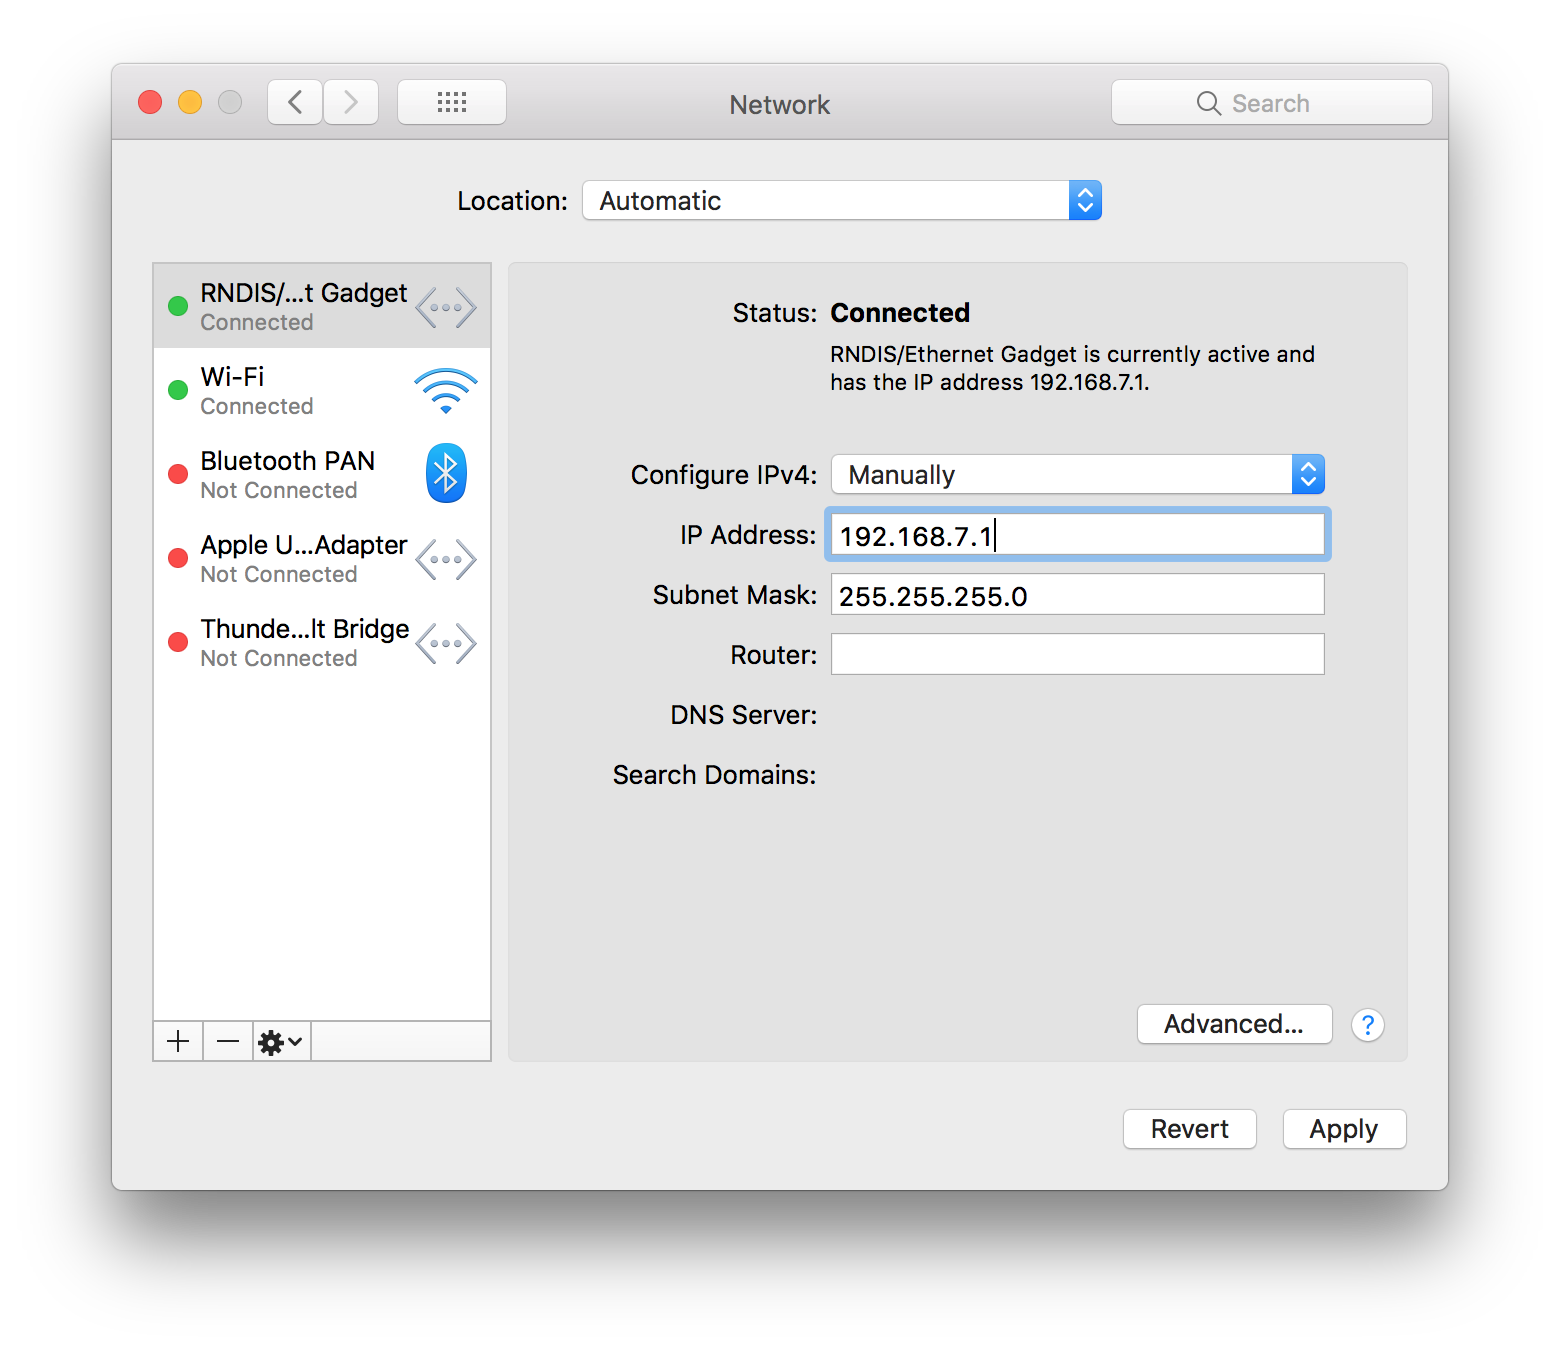 Network
Search
Location: Automatic
RNDIS/...t Gadget
Connected
Wi-Fi
Connected
Bluetooth PAN
Not Connected
Apple U...Adapter
Not Connected
Thunde...lt Bridge
Not Connected
Status: Connected
RNDIS/Ethernet Gadget is currently active and
has the IP address 192.168.7.1.
Configure IPv4: Manually
IP Address: 192.168.7.1
Subnet Mask: 255.255.255.0
Router:
DNS Server:
Search Domains:
Advanced... ?
Revert Apply